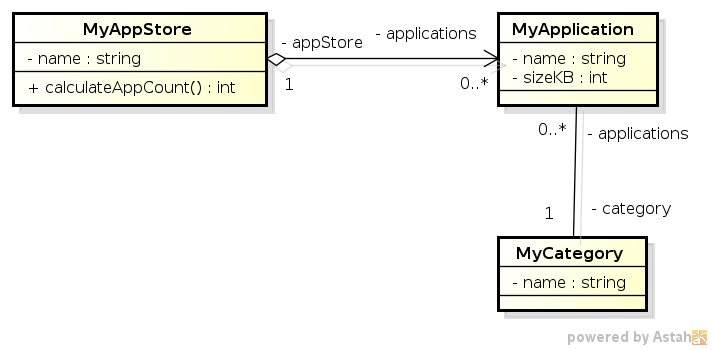 MyAppStore
- name : string
+ calculateAppCount() : int
- appStore
- applications
1
0..*
MyApplication
- name : string
- sizeKB : int
0..*
- applications
1
- category
MyCategory
- name : string
powered by Astah